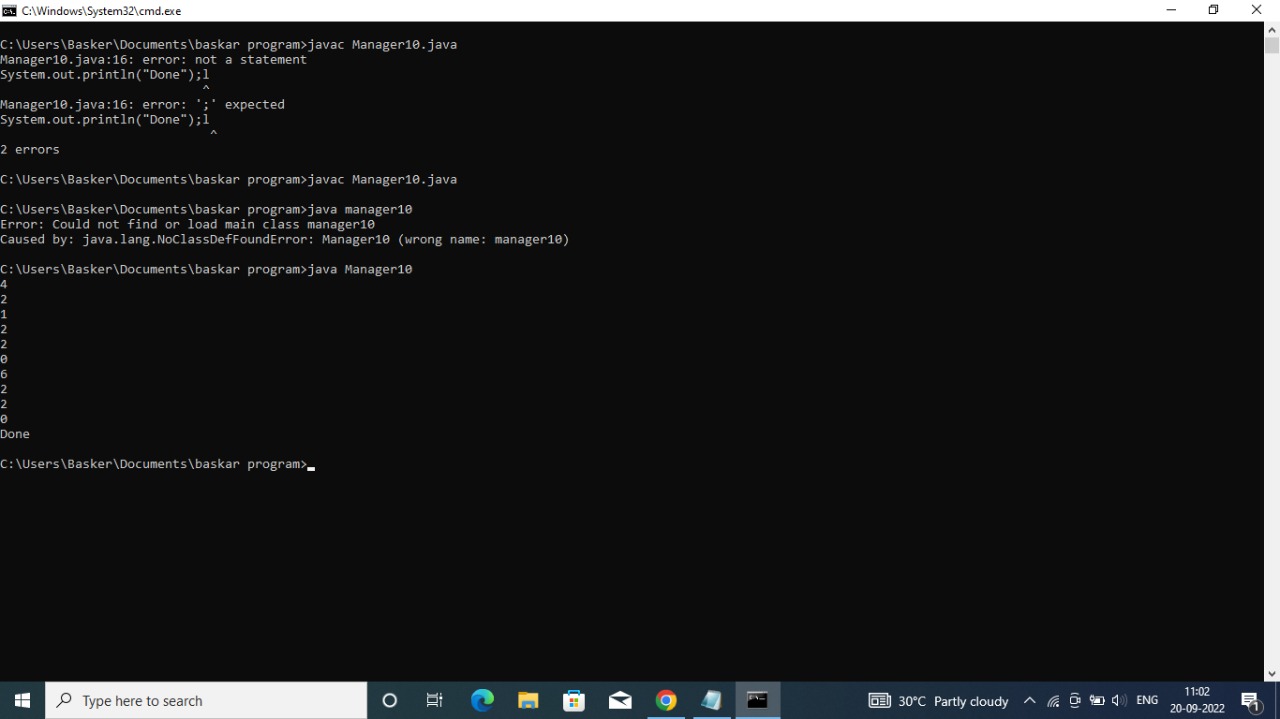 C:\Windows\System32\cmd.exe
C:\Users\Basker\Documents\baskar program>javac Manager10.java
Manager10.java:16: error: not a statement
System.out.println("Done");l
^
Manager10.java:16: error: ';' expected
System.out.println("Done");l
^
2 errors
C:\Users\Basker\Documents\baskar program>javac Manager10.java
C:\Users\Basker\Documents\baskar program>java manager10
Error: Could not find or load main class manager10
Caused by: java.lang.NoClassDefFoundError: Manager10 (wrong name: manager10)
C:\Users\Basker\Documents\baskar program>java Manager10
4
2
1
2
2
0
6
2
2
0
Done
C:\Users\Basker\Documents\baskar program>
Type here to search
30°C Partly cloudy
ENG
11:02
20-09-2022
1